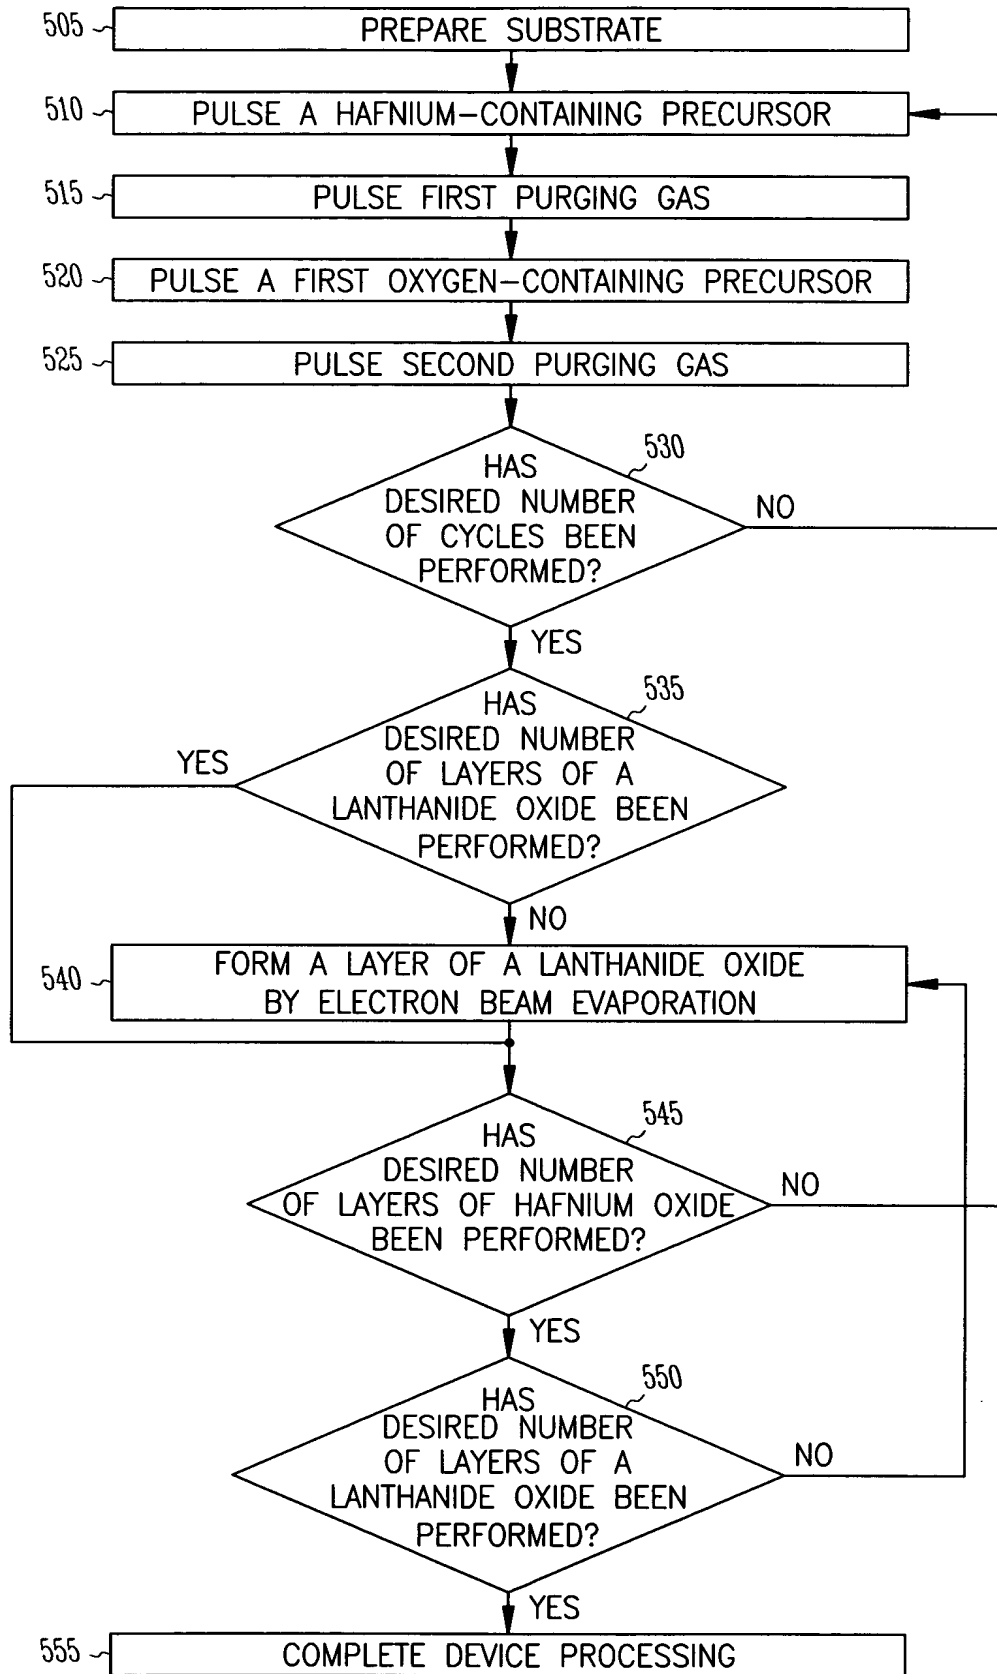 505
PREPARE SUBSTRATE
510
PULSE A HAFNIUM-CONTAINING PRECURSOR
515
PULSE FIRST PURGING GAS
520
PULSE A FIRST OXYGEN-CONTAINING PRECURSOR
525
PULSE SECOND PURGING GAS
530
HAS
DESIRED NUMBER
OF CYCLES BEEN
PERFORMED?
NO
YES
535
HAS
DESIRED NUMBER
OF LAYERS OF A
LANTHANIDE OXIDE BEEN
PERFORMED?
YES
NO
540
FORM A LAYER OF A LANTHANIDE OXIDE
BY ELECTRON BEAM EVAPORATION
545
HAS
DESIRED NUMBER
OF LAYERS OF HAFNIUM OXIDE
BEEN PERFORMED?
NO
YES
550
HAS
DESIRED NUMBER
OF LAYERS OF A
LANTHANIDE OXIDE BEEN
PERFORMED?
NO
YES
555
COMPLETE DEVICE PROCESSING